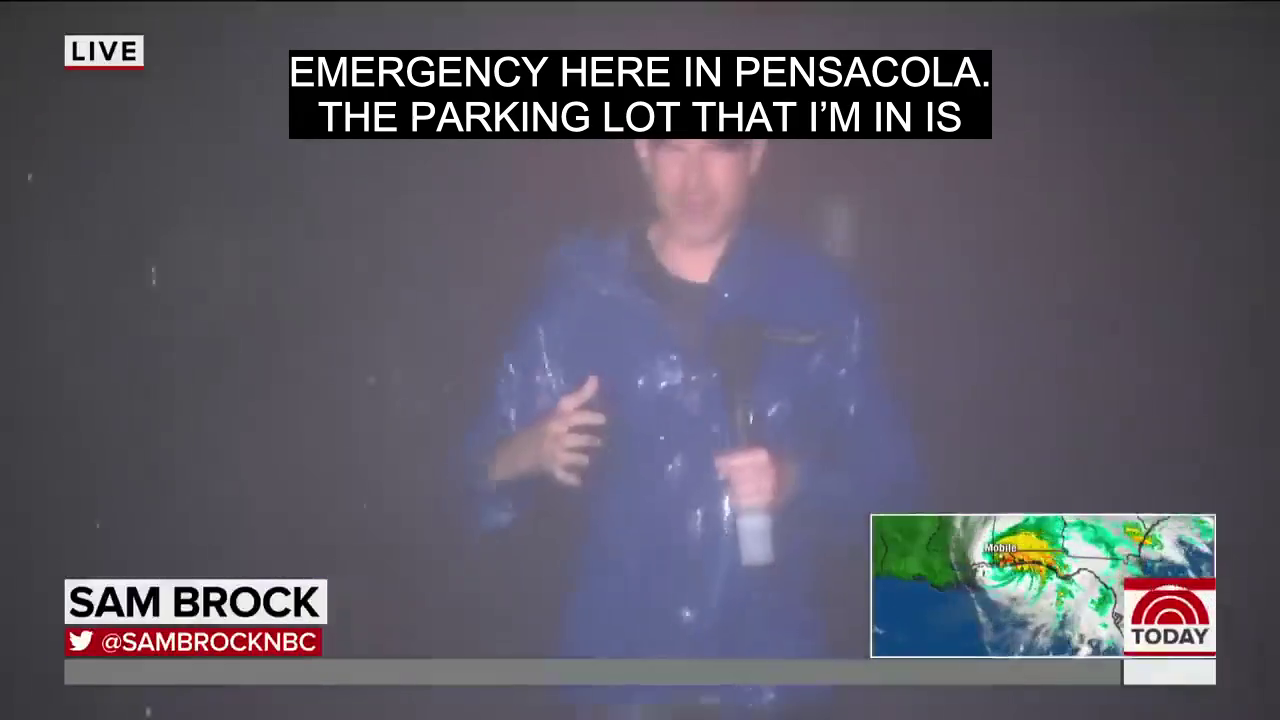 LIVE
EMERGENCY HERE IN PENSACOLA.
THE PARKING LOT THAT I'M IN IS
Mobile
SAM BROCK
@SAMBROCKNBC
TODAY